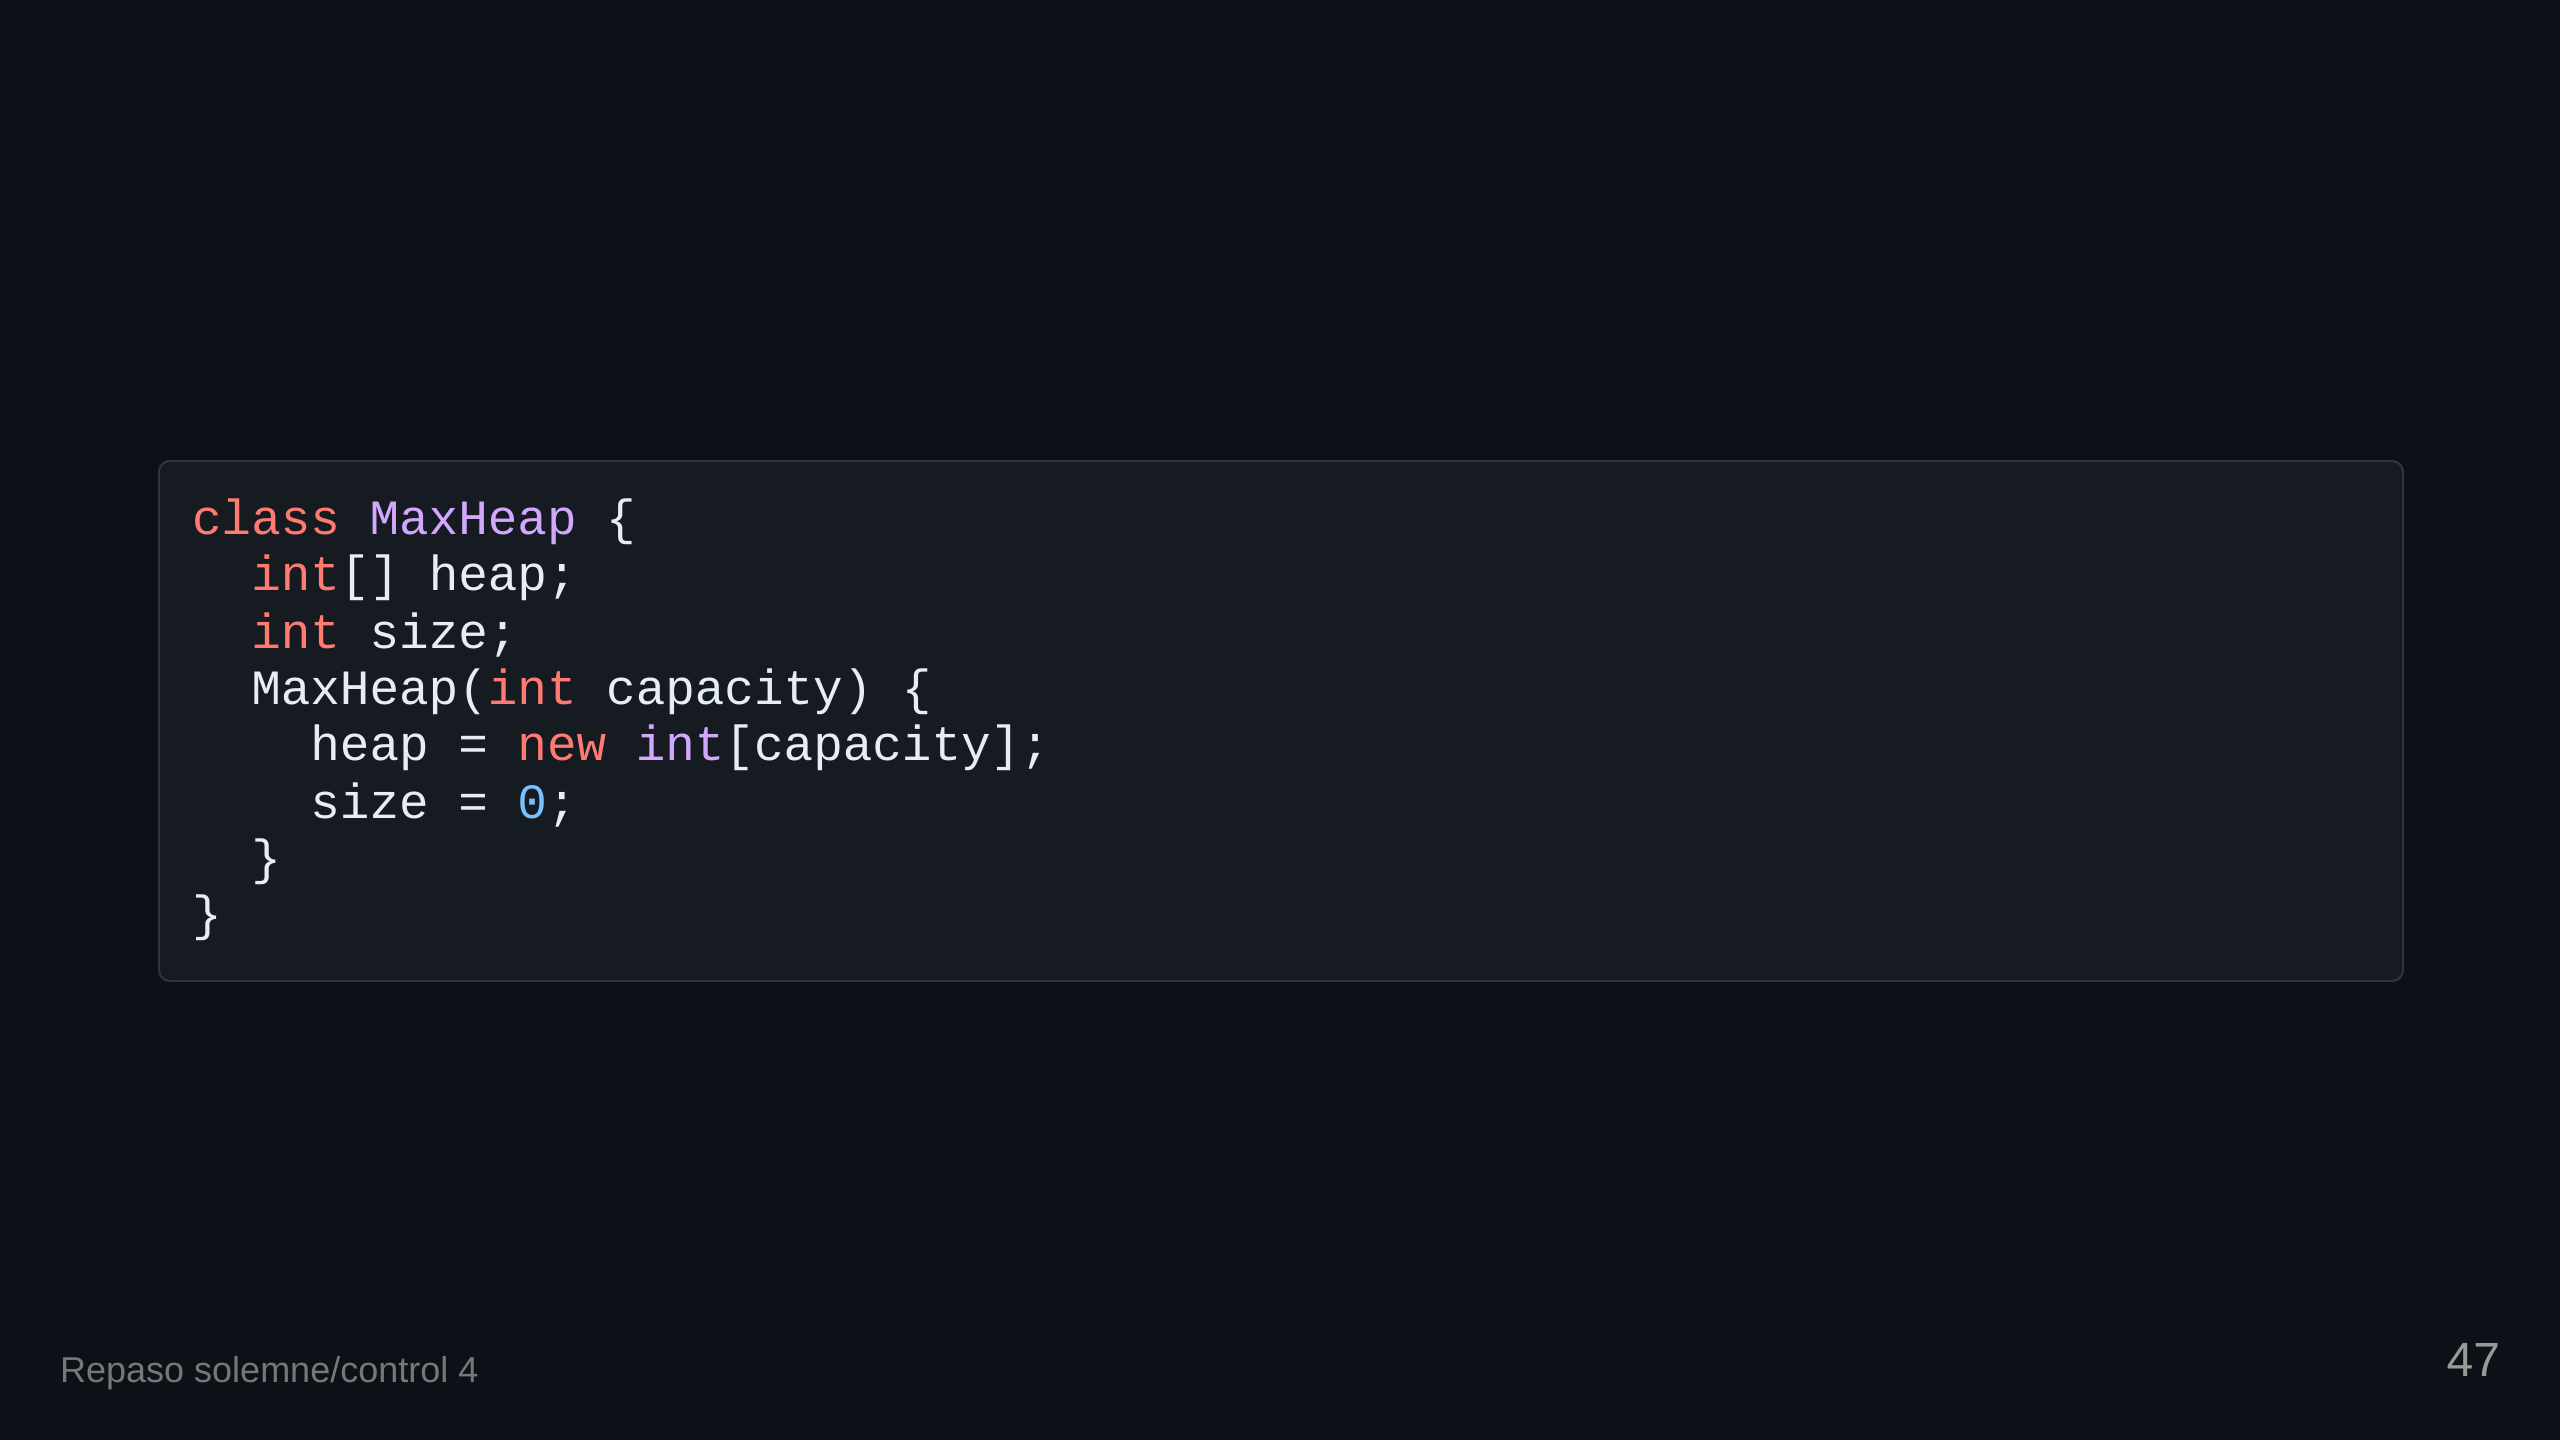 class MaxHeap {
  int[] heap;
  int size;
  MaxHeap(int capacity) {
    heap = new int[capacity];
    size = 0;
  }
}
Repaso solemne/control 4
47